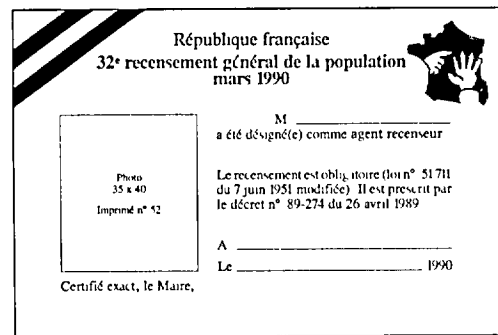 République française
32e recensement général de la population
mars 1990
M
a été désigné(e) comme agent recenseur
Photo
35 x 40
Imprimé n° 52
Le recensement est obligatoire (loi n° 51 711
du 7 juin 1951 modifiée) Il est prescrit par
le décret n° 89-274 du 26 avril 1989
A
Le 1990
Certifié exact, le Maire,